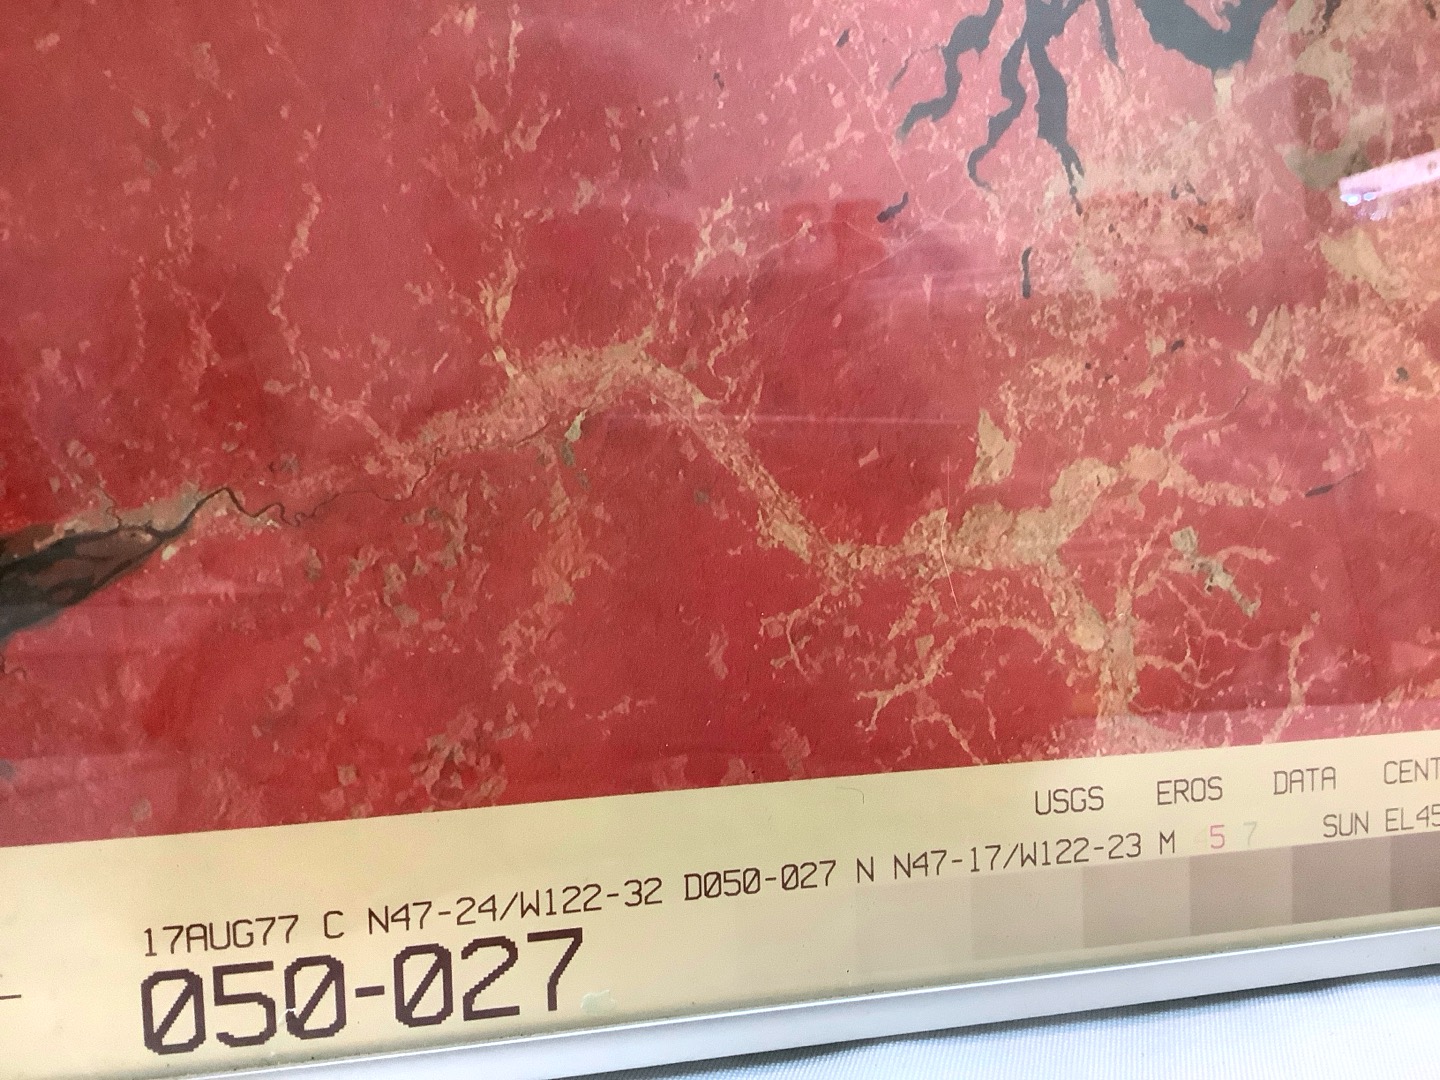 USGS EROS DATA CENT
17AUG77 C N47-24/W122-32 D050-027 N N47-17/W122-23 M 5 7 SUN EL45
050-027